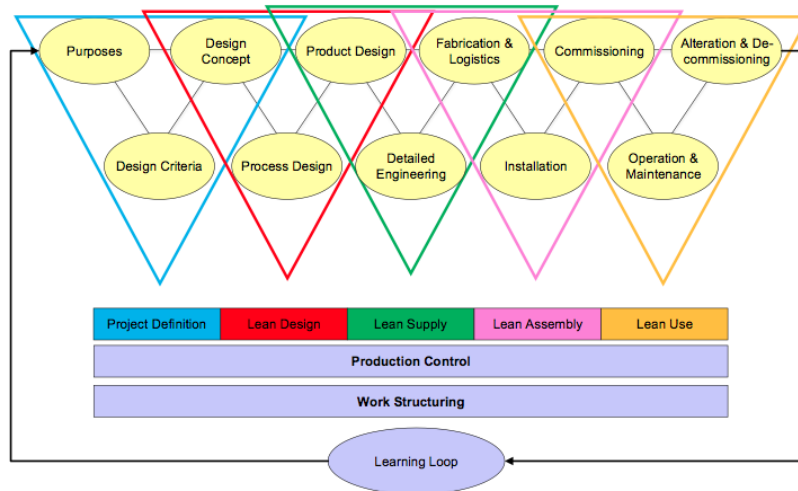 Purposes
Design
Concept
Product Design
Fabrication &
Logistics
Commissioning
Alteration & De-
commissioning
Design Criteria
Process Design
Detailed
Engineering
Installation
Operation &
Maintenance
Project Definition
Lean Design
Lean Supply
Lean Assembly
Lean Use
Production Control
Work Structuring
Learning Loop